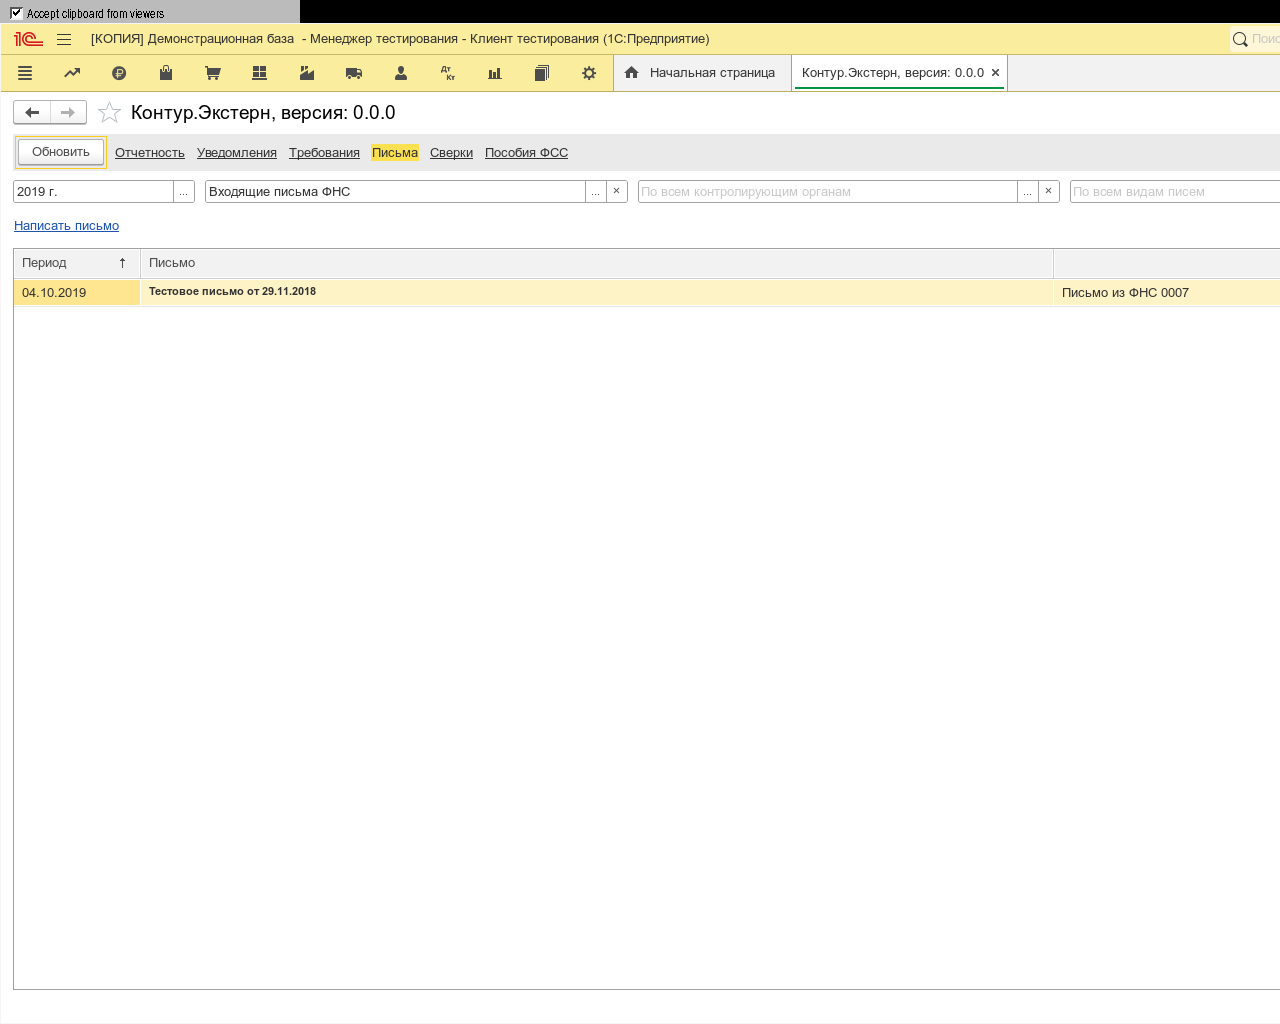 Accept clipboard from viewers
1С [КОПИЯ] Демонстрационная база - Менеджер тестирования - Клиент тестирования (1С:Предприятие)
Дт Кт Начальная страница Контур.Экстерн, версия: 0.0.0 ×
Контур.Экстерн, версия: 0.0.0
Обновить Отчетность Уведомления Требования Письма Сверки Пособия ФСС
2019 г. ... Входящие письма ФНС ... × По всем контролирующим органам ... × По всем видам писем
Написать письмо
Период ↑ Письмо
04.10.2019 Тестовое письмо от 29.11.2018 Письмо из ФНС 0007